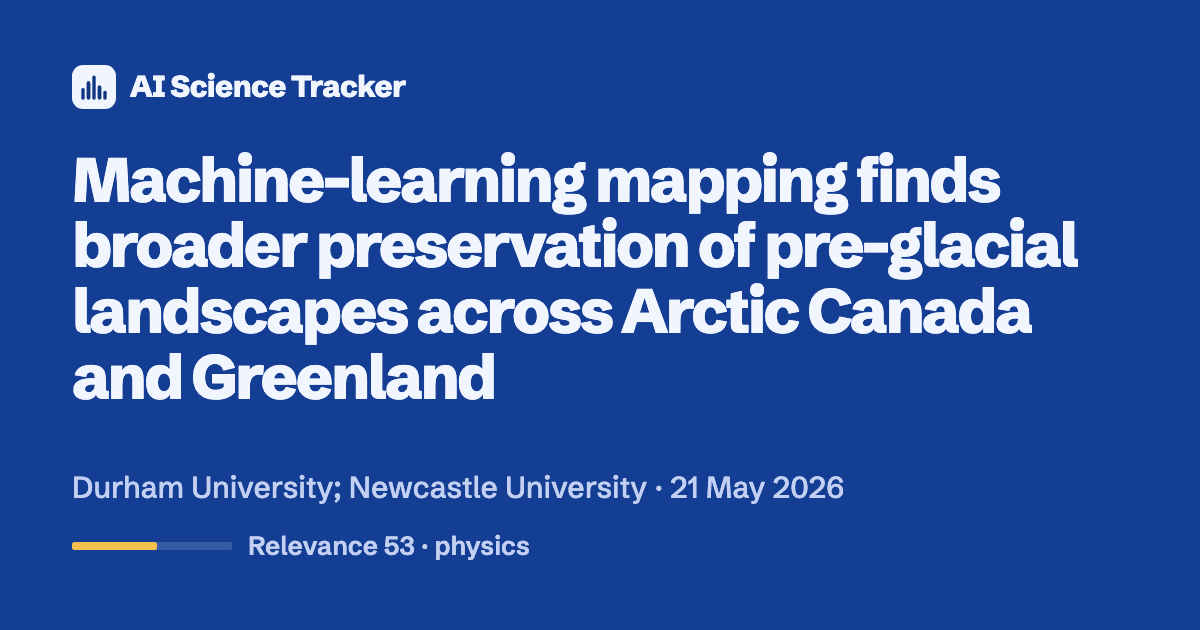 AI Science Tracker
Machine-learning mapping finds
broader preservation of pre-glacial
landscapes across Arctic Canada
and Greenland
Durham University; Newcastle University · 21 May 2026
Relevance 53 · physics